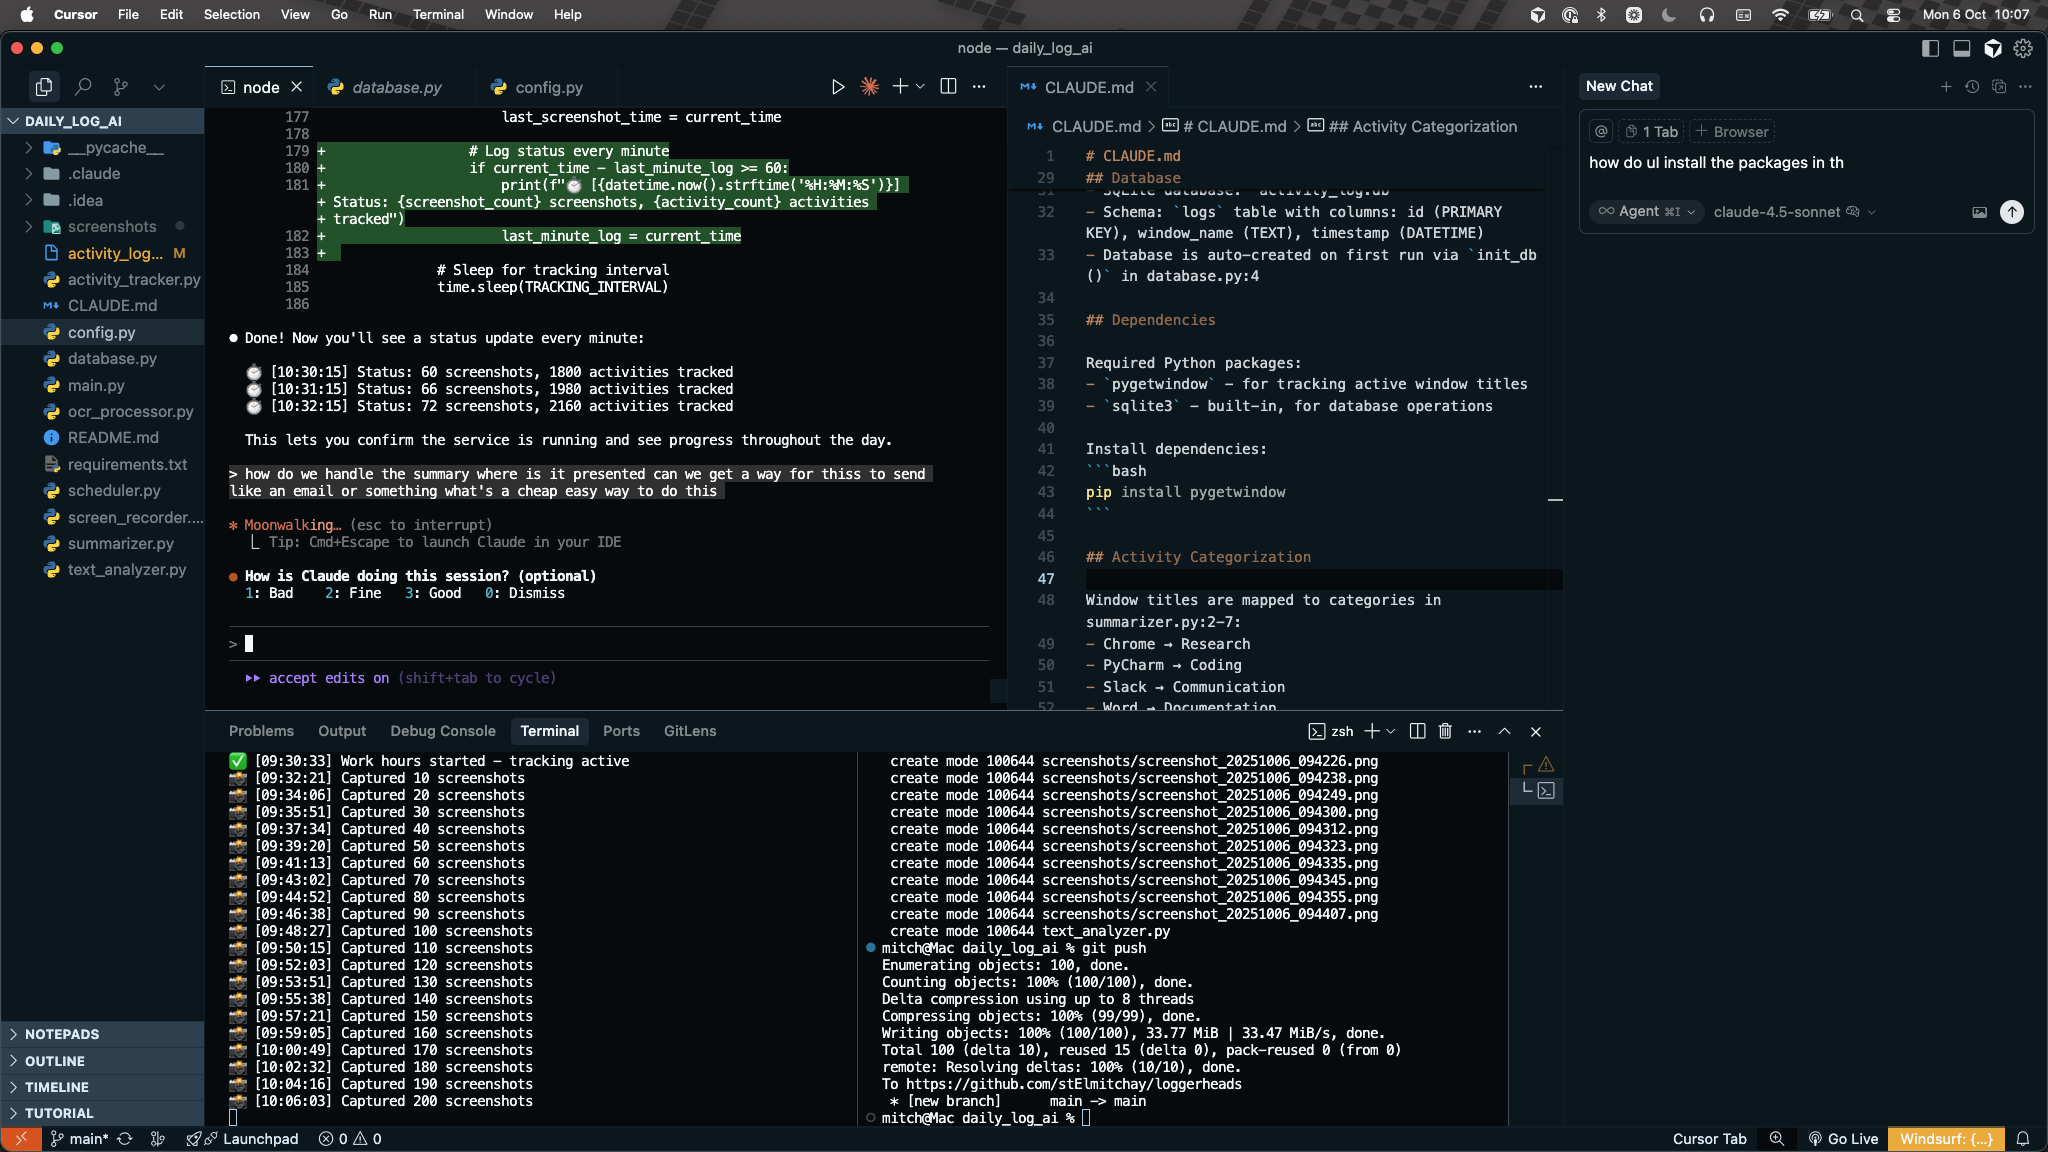 Cursor File Edit Selection View Go Run Terminal Window Help
Mon 6 Oct 10:07
node — daily_log_ai
DAILY_LOG_AI
__pycache__
.claude
.idea
screenshots
activity_log... M
activity_tracker.py
CLAUDE.md
config.py
database.py
main.py
ocr_processor.py
README.md
requirements.txt
scheduler.py
screen_recorder....
summarizer.py
text_analyzer.py
NOTEPADS
OUTLINE
TIMELINE
TUTORIAL
node
database.py
config.py
177 last_screenshot_time = current_time
178
179 + # Log status every minute
180 + if current_time - last_minute_log >= 60:
181 + print(f"⏱️ [{datetime.now().strftime('%H:%M:%S')}]
+ Status: {screenshot_count} screenshots, {activity_count} activities
+ tracked")
182 + last_minute_log = current_time
183 +
184 # Sleep for tracking interval
185 time.sleep(TRACKING_INTERVAL)
186
● Done! Now you'll see a status update every minute:
⏱️ [10:30:15] Status: 60 screenshots, 1800 activities tracked
⏱️ [10:31:15] Status: 66 screenshots, 1980 activities tracked
⏱️ [10:32:15] Status: 72 screenshots, 2160 activities tracked
This lets you confirm the service is running and see progress throughout the day.
> how do we handle the summary where is it presented can we get a way for thiss to send
like an email or something what's a cheap easy way to do this
* Moonwalking… (esc to interrupt)
⎿ Tip: Cmd+Escape to launch Claude in your IDE
● How is Claude doing this session? (optional)
1: Bad 2: Fine 3: Good 0: Dismiss
>
⏵⏵ accept edits on (shift+tab to cycle)
CLAUDE.md
CLAUDE.md > # CLAUDE.md > ## Activity Categorization
1 # CLAUDE.md
29 ## Database
31 - SQLite database: `activity_log.db`
32 - Schema: `logs` table with columns: id (PRIMARY
KEY), window_name (TEXT), timestamp (DATETIME)
33 - Database is auto-created on first run via `init_db
()` in database.py:4
34
35 ## Dependencies
36
37 Required Python packages:
38 - `pygetwindow` - for tracking active window titles
39 - `sqlite3` - built-in, for database operations
40
41 Install dependencies:
42 ```bash
43 pip install pygetwindow
44 ```
45
46 ## Activity Categorization
47
48 Window titles are mapped to categories in
summarizer.py:2-7:
49 - Chrome → Research
50 - PyCharm → Coding
51 - Slack → Communication
52 - Word → Documentation
New Chat
@ 1 Tab + Browser
how do ul install the packages in th
∞ Agent ⌘I claude-4.5-sonnet
Problems Output Debug Console Terminal Ports GitLens
zsh
✅ [09:30:33] Work hours started - tracking active
📸 [09:32:21] Captured 10 screenshots
📸 [09:34:06] Captured 20 screenshots
📸 [09:35:51] Captured 30 screenshots
📸 [09:37:34] Captured 40 screenshots
📸 [09:39:20] Captured 50 screenshots
📸 [09:41:13] Captured 60 screenshots
📸 [09:43:02] Captured 70 screenshots
📸 [09:44:52] Captured 80 screenshots
📸 [09:46:38] Captured 90 screenshots
📸 [09:48:27] Captured 100 screenshots
📸 [09:50:15] Captured 110 screenshots
📸 [09:52:03] Captured 120 screenshots
📸 [09:53:51] Captured 130 screenshots
📸 [09:55:38] Captured 140 screenshots
📸 [09:57:21] Captured 150 screenshots
📸 [09:59:05] Captured 160 screenshots
📸 [10:00:49] Captured 170 screenshots
📸 [10:02:32] Captured 180 screenshots
📸 [10:04:16] Captured 190 screenshots
📸 [10:06:03] Captured 200 screenshots
create mode 100644 screenshots/screenshot_20251006_094226.png
create mode 100644 screenshots/screenshot_20251006_094238.png
create mode 100644 screenshots/screenshot_20251006_094249.png
create mode 100644 screenshots/screenshot_20251006_094300.png
create mode 100644 screenshots/screenshot_20251006_094312.png
create mode 100644 screenshots/screenshot_20251006_094323.png
create mode 100644 screenshots/screenshot_20251006_094335.png
create mode 100644 screenshots/screenshot_20251006_094345.png
create mode 100644 screenshots/screenshot_20251006_094355.png
create mode 100644 screenshots/screenshot_20251006_094407.png
create mode 100644 text_analyzer.py
mitch@Mac daily_log_ai % git push
Enumerating objects: 100, done.
Counting objects: 100% (100/100), done.
Delta compression using up to 8 threads
Compressing objects: 100% (99/99), done.
Writing objects: 100% (100/100), 33.77 MiB | 33.47 MiB/s, done.
Total 100 (delta 10), reused 15 (delta 0), pack-reused 0 (from 0)
remote: Resolving deltas: 100% (10/10), done.
To https://github.com/stElmitchay/loggerheads
* [new branch] main -> main
mitch@Mac daily_log_ai %
main* Launchpad 0 0
Cursor Tab Go Live Windsurf: {...}